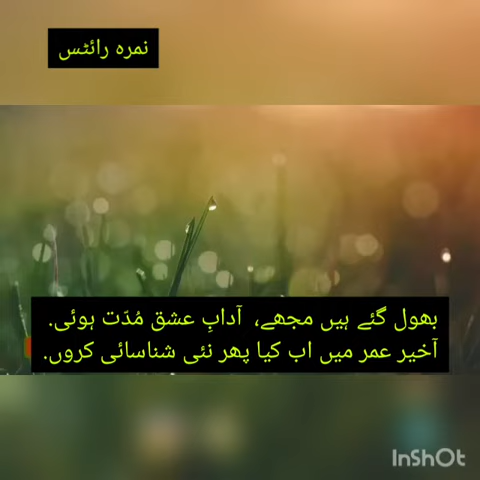 نمرہ رائٹس
بھول گئے ہیں مجھے، آدابِ عشق مُدّت ہوئی.
آخیر عمر میں اب کیا پھر نئی شناسائی کروں.
InShOt